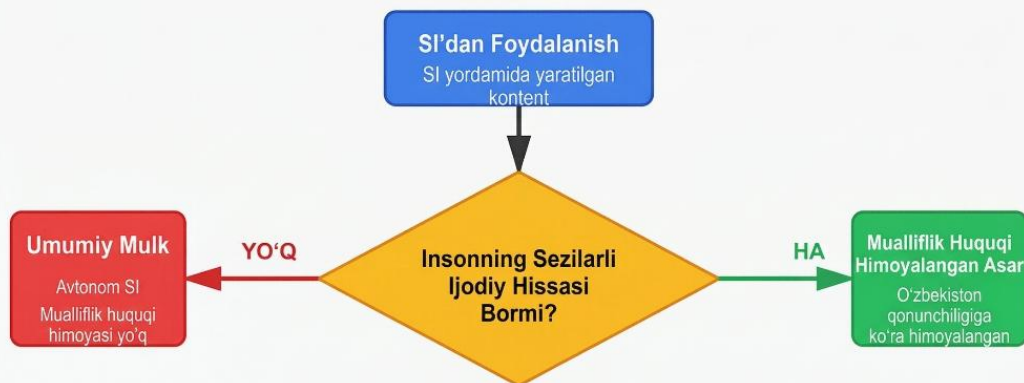 SI’dan Foydalanish
SI yordamida yaratilgan
kontent
Insonning Sezilarli
Ijodiy Hissasi
Bormi?
YO‘Q
HA
Umumiy Mulk
Avtonom SI
Mualliflik huquqi
himoyasi yo‘q
Mualliflik Huquqi
Himoyalangan Asar
O‘zbekiston
qonunchiligiga
ko‘ra himoyalangan